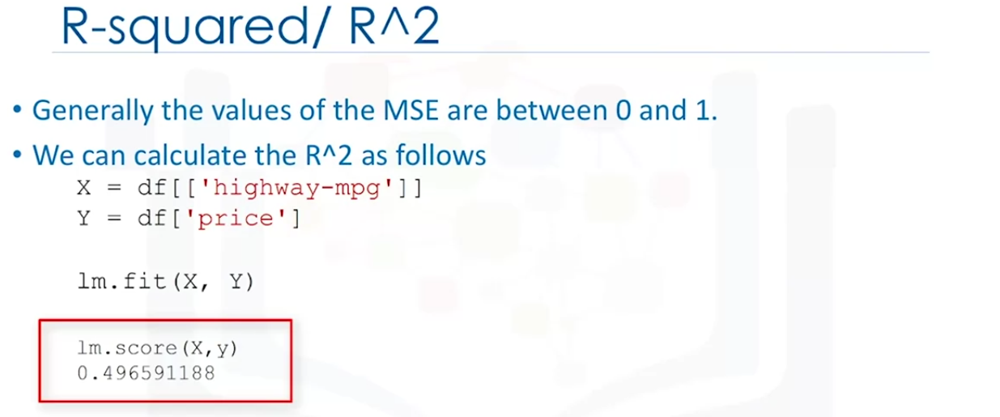 R-squared/ R^2
• Generally the values of the MSE are between 0 and 1.
• We can calculate the R^2 as follows
X = df[['highway-mpg']]
Y = df['price']
lm.fit(X, Y)
lm.score(X,y)
0.496591188